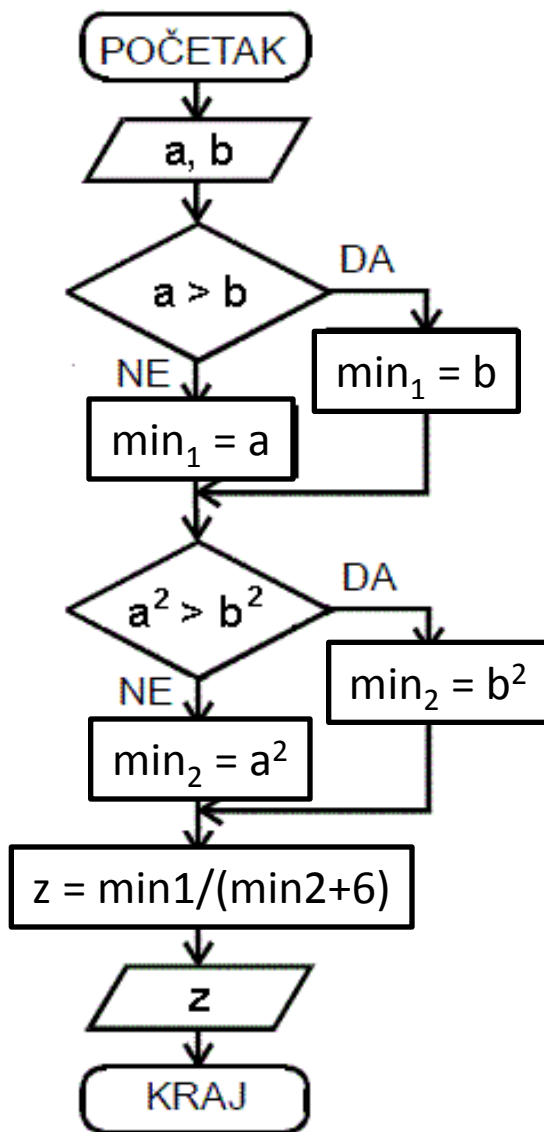 POČETAK
a, b
a > b
DA
NE
min₁ = b
min₁ = a
a² > b²
DA
NE
min₂ = b²
min₂ = a²
z = min1/(min2+6)
z
KRAJ